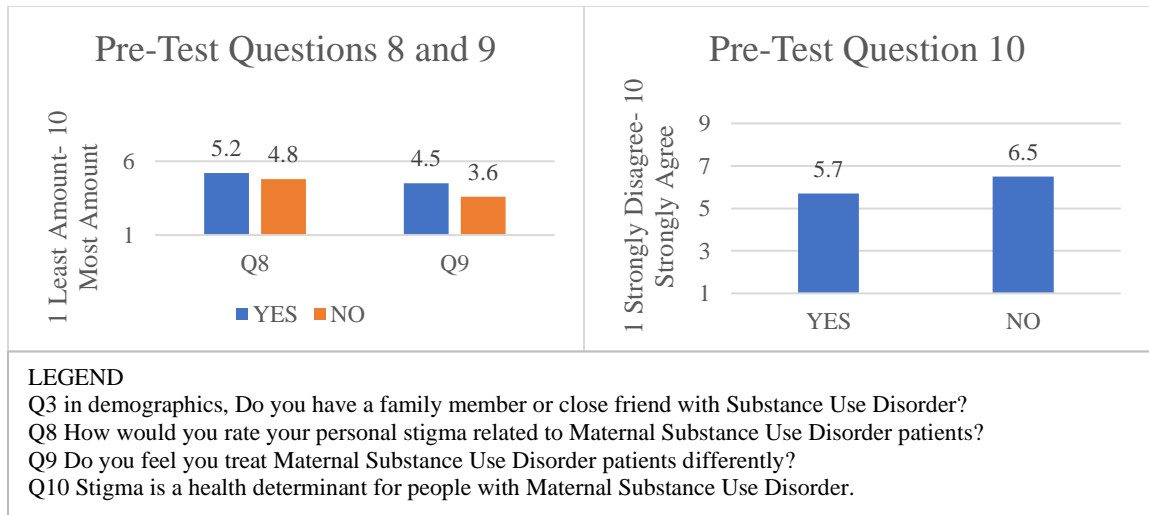 Pre-Test Questions 8 and 9
1 Least Amount- 10
Most Amount
6
1
5.2
4.8
4.5
3.6
Q8
Q9
YES
NO
Pre-Test Question 10
1 Strongly Disagree- 10
Strongly Agree
9
7
5
3
1
5.7
6.5
YES
NO
LEGEND
Q3 in demographics, Do you have a family member or close friend with Substance Use Disorder?
Q8 How would you rate your personal stigma related to Maternal Substance Use Disorder patients?
Q9 Do you feel you treat Maternal Substance Use Disorder patients differently?
Q10 Stigma is a health determinant for people with Maternal Substance Use Disorder.